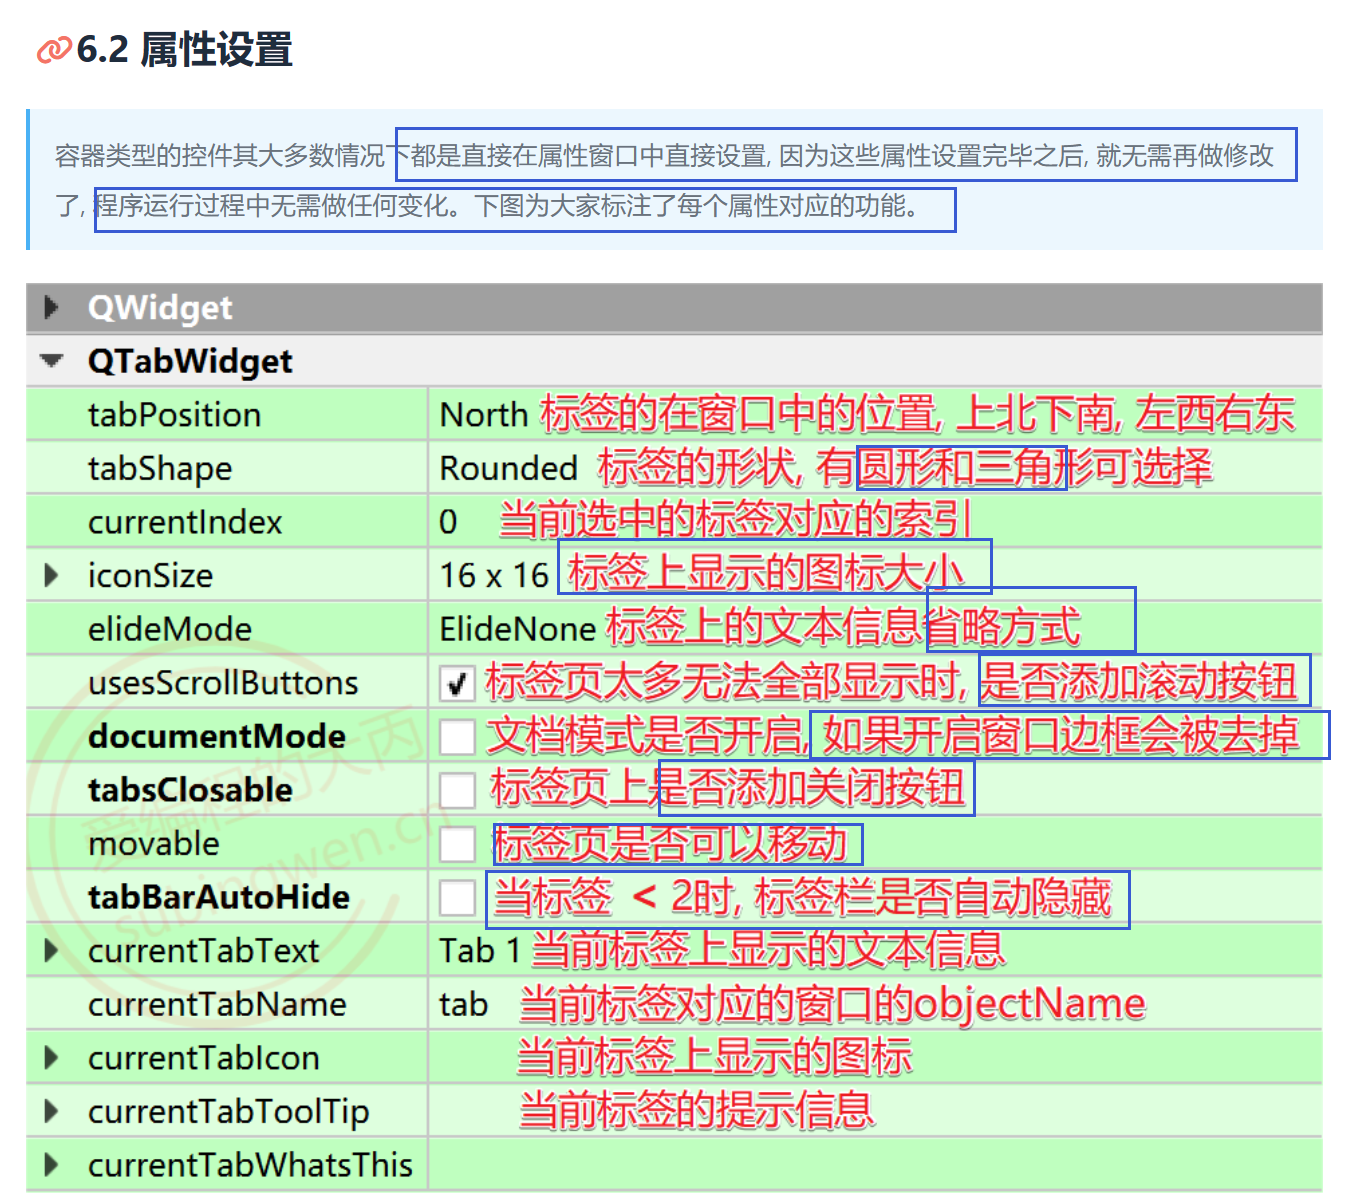 6.2 属性设置
容器类型的控件其大多数情况下都是直接在属性窗口中直接设置, 因为这些属性设置完毕之后, 就无需再做修改
了, 程序运行过程中无需做任何变化。下图为大家标注了每个属性对应的功能。
QWidget
QTabWidget
tabPosition North 标签的在窗口中的位置, 上北下南, 左西右东
tabShape Rounded 标签的形状, 有圆形和三角形可选择
currentIndex 0 当前选中的标签对应的索引
iconSize 16 x 16 标签上显示的图标大小
elideMode ElideNone 标签上的文本信息省略方式
usesScrollButtons 标签页太多无法全部显示时, 是否添加滚动按钮
documentMode 文档模式是否开启, 如果开启窗口边框会被去掉
tabsClosable 标签页上是否添加关闭按钮
movable 标签页是否可以移动
tabBarAutoHide 当标签 < 2时, 标签栏是否自动隐藏
currentTabText Tab 1 当前标签上显示的文本信息
currentTabName tab 当前标签对应的窗口的objectName
currentTabIcon 当前标签上显示的图标
currentTabToolTip 当前标签的提示信息
currentTabWhatsThis
爱编程的大丙
subingwen.cn